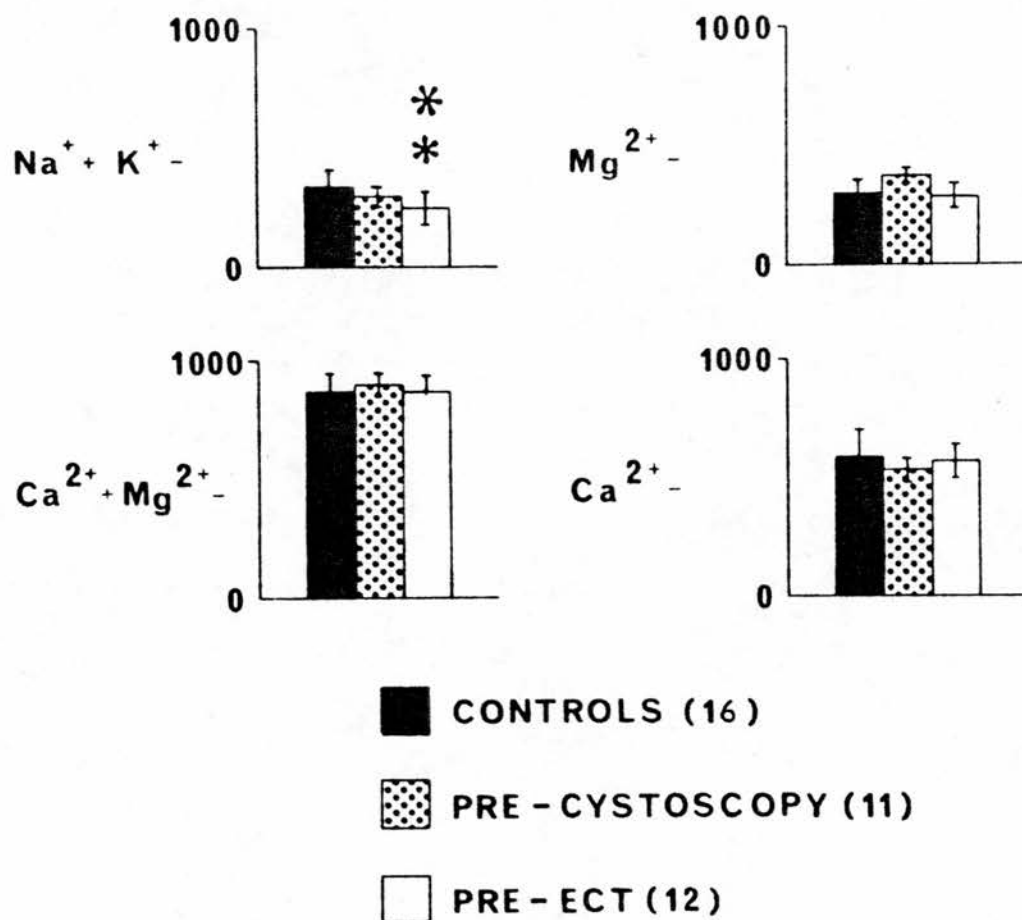 1000
* *
Na⁺ + K⁺ -
0
1000
Mg²⁺ -
0
1000
Ca²⁺ + Mg²⁺ -
0
1000
Ca²⁺ -
0
CONTROLS (16)
PRE - CYSTOSCOPY (11)
PRE - ECT (12)